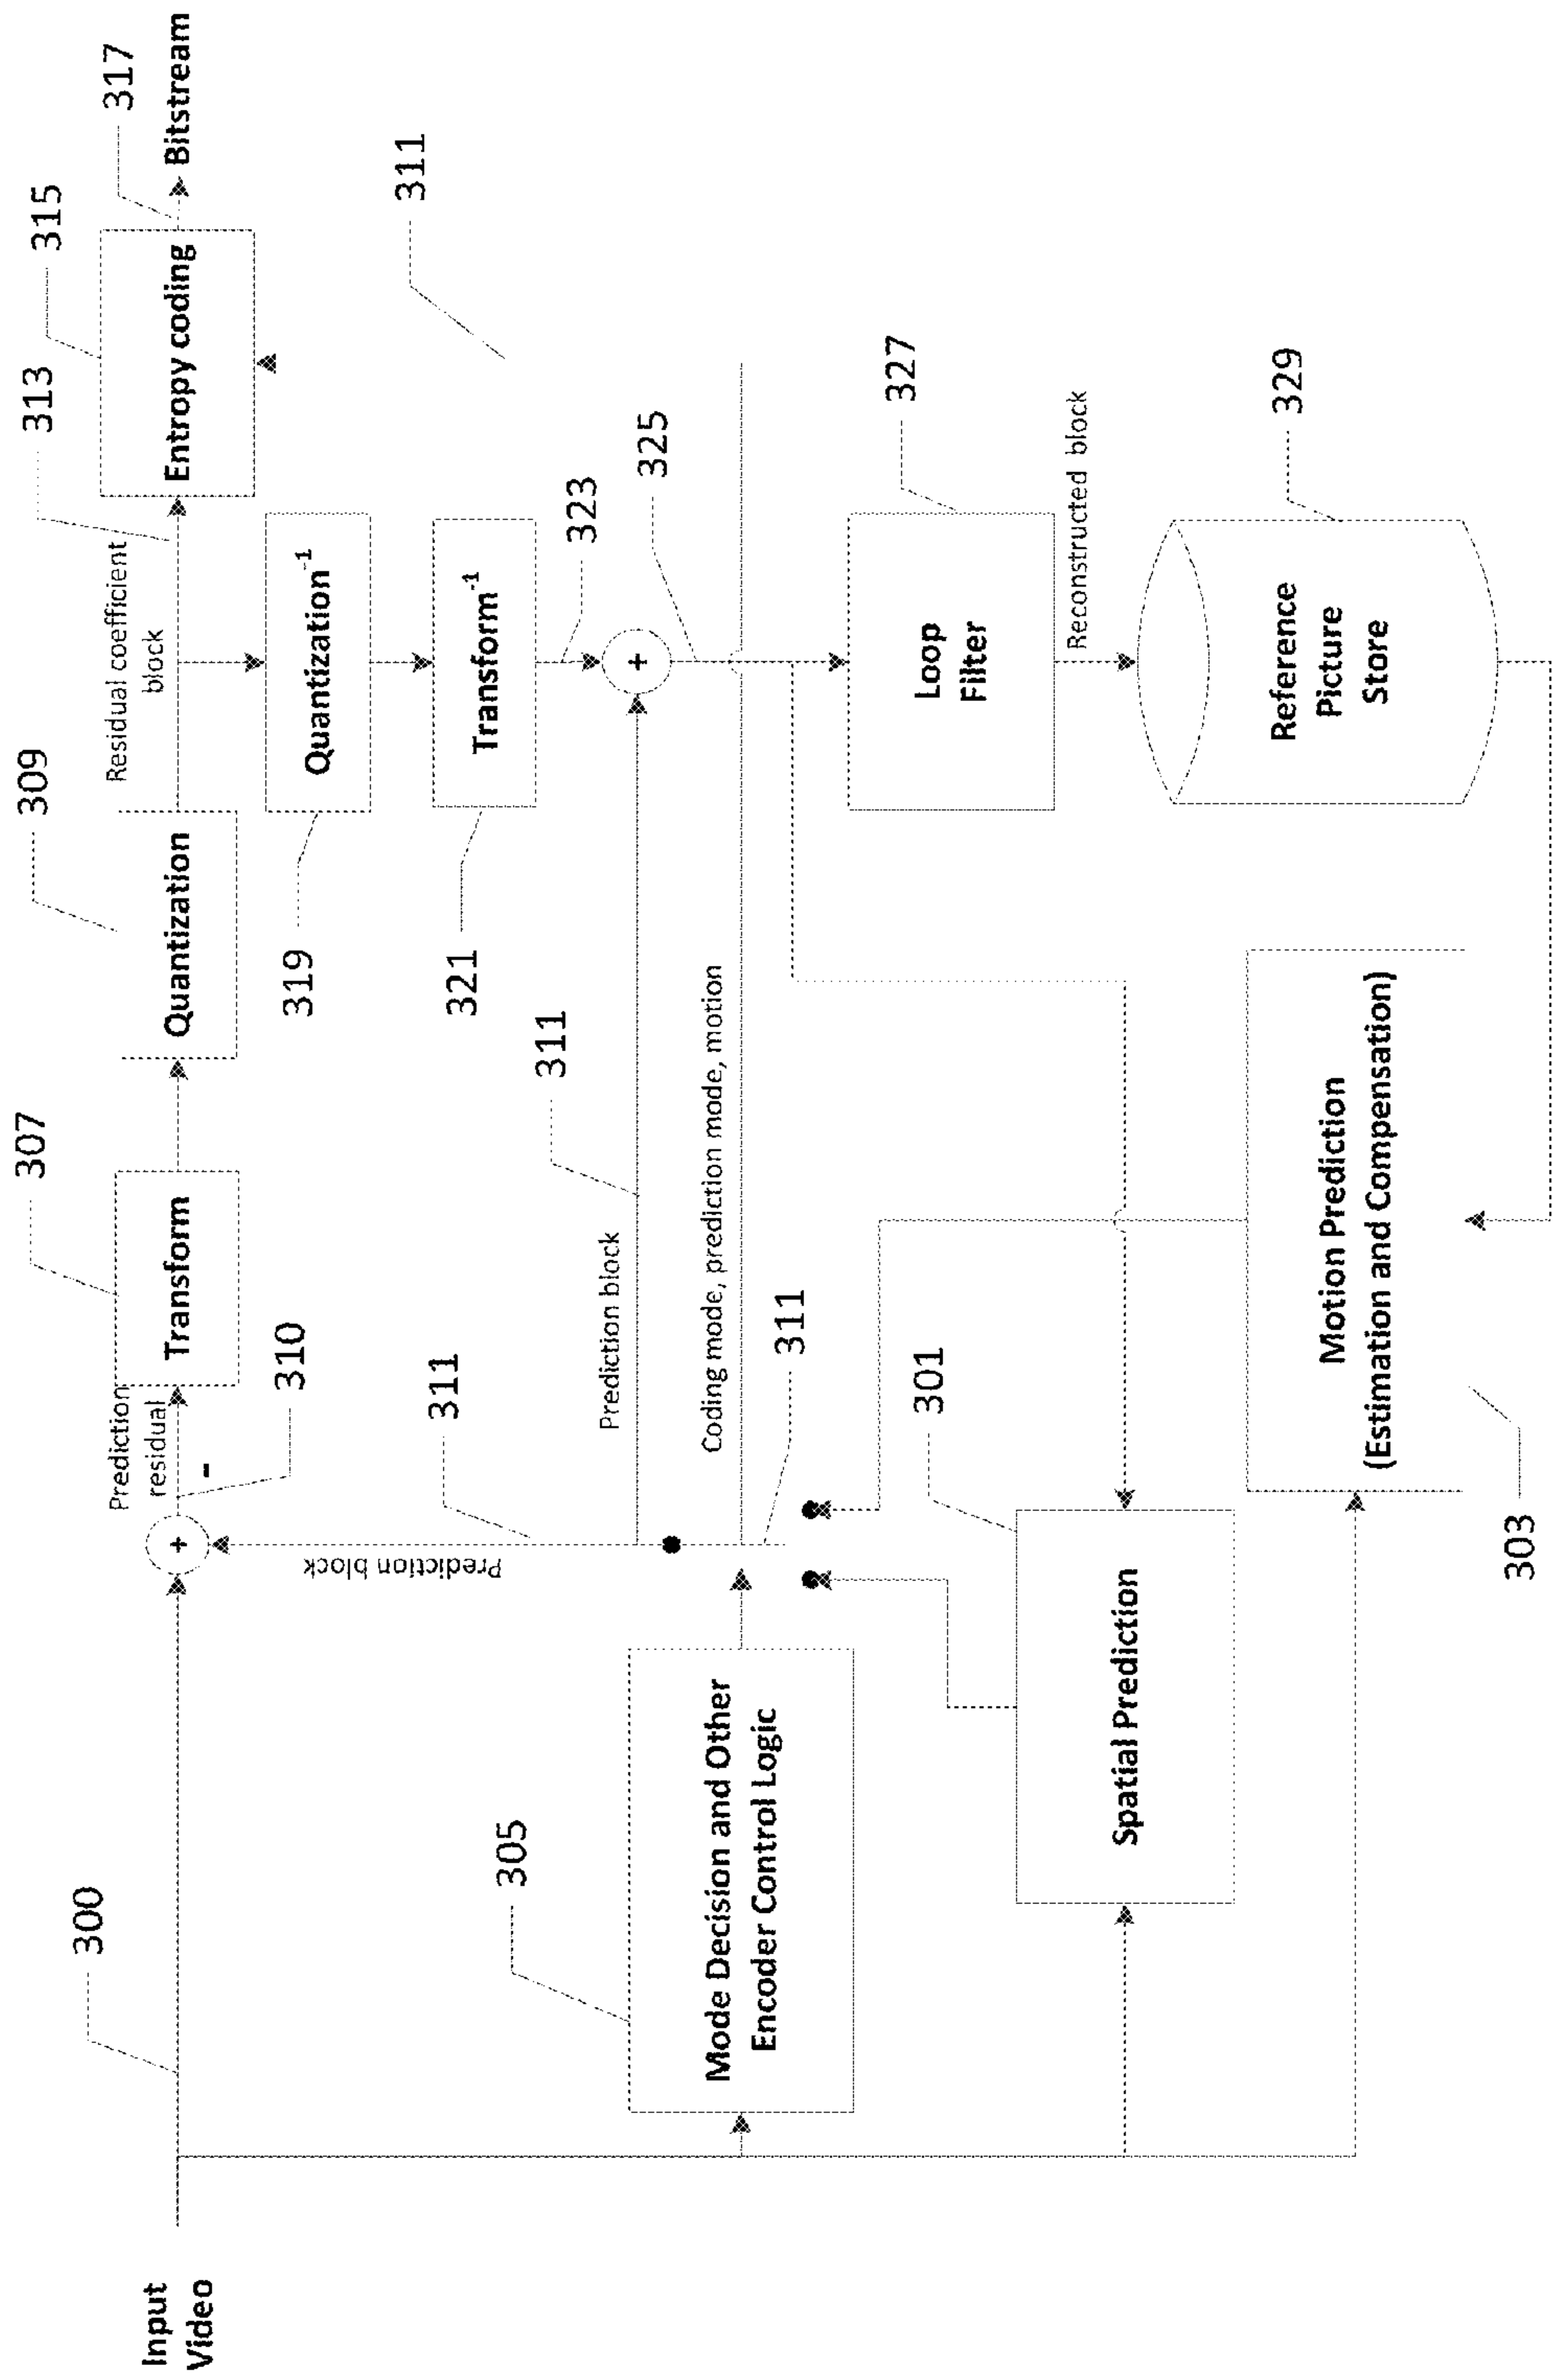 300
Input
Video
310
Prediction
residual
-
+
307
Transform
309
Quantization
Residual coefficient
block
313
315
Entropy coding
317
Bitstream
311
Prediction block
319
Quantization-1
321
Transform-1
323
+
325
311
Prediction block
311
Coding mode, prediction mode, motion
311
305
Mode Decision and Other
Encoder Control Logic
301
Spatial Prediction
303
Motion Prediction
(Estimation and Compensation)
327
Loop
Filter
Reconstructed block
329
Reference
Picture
Store